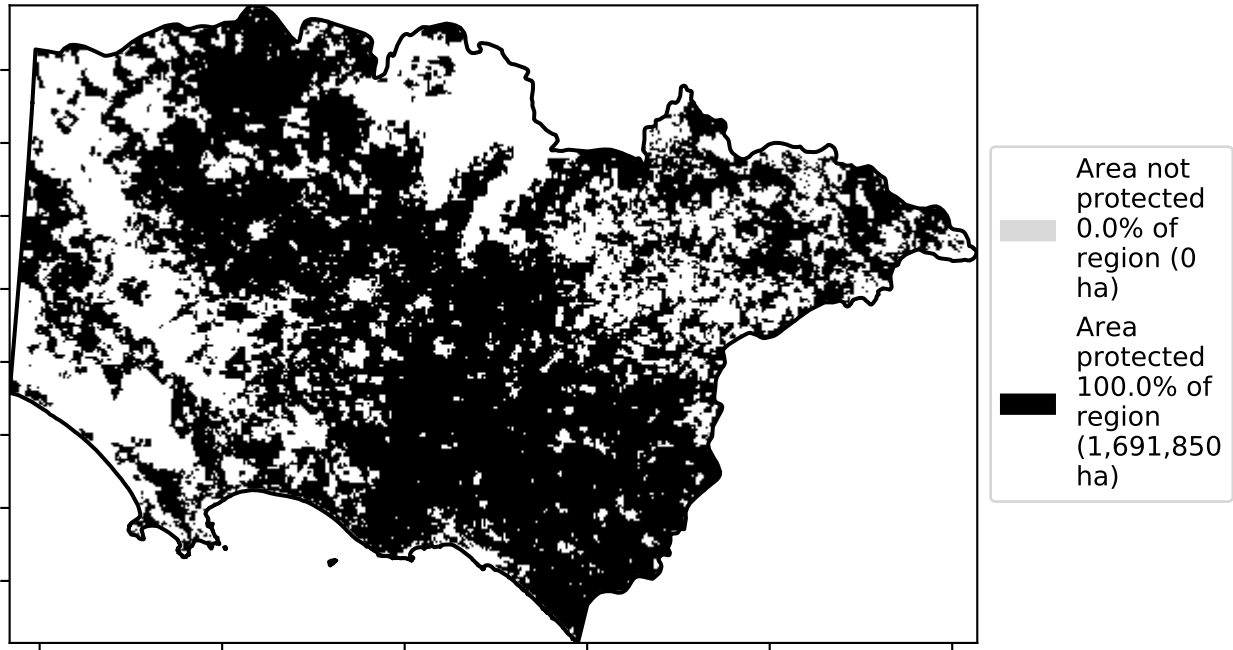 Area not
protected
0.0% of
region (0
ha)
Area
protected
100.0% of
region
(1,691,850
ha)